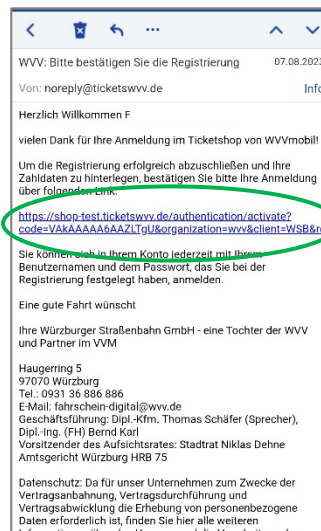 WVV: Bitte bestätigen Sie die Registrierung 07.08.2023
Von: noreply@ticketswvv.de Info
Herzlich Willkommen F
vielen Dank für Ihre Anmeldung im Ticketshop von WVVmobil!
Um die Registrierung erfolgreich abzuschließen und Ihre
Zahldaten zu hinterlegen, bestätigen Sie bitte Ihre Anmeldung
über folgenden Link:
https://shop-test.ticketswvv.de/authentication/activate?
code=VAkAAAAA6AAZLTgU&organization=wvv&client=WSB&re
Sie können sich in Ihrem Konto jederzeit mit Ihrem
Benutzernamen und dem Passwort, das Sie bei der
Registrierung festgelegt haben, anmelden.
Eine gute Fahrt wünscht
Ihre Würzburger Straßenbahn GmbH - eine Tochter der WVV
und Partner im VVM
Haugerring 5
97070 Würzburg
Tel.: 0931 36 886 886
E-Mail: fahrschein-digital@wvv.de
Geschäftsführung: Dipl.-Kfm. Thomas Schäfer (Sprecher),
Dipl.-Ing. (FH) Bernd Karl
Vorsitzender des Aufsichtsrates: Stadtrat Niklas Dehne
Amtsgericht Würzburg HRB 75
Datenschutz: Da für unser Unternehmen zum Zwecke der
Vertragsanbahnung, Vertragsdurchführung und
Vertragsabwicklung die Erhebung von personenbezogene
Daten erforderlich ist, finden Sie hier alle weiteren